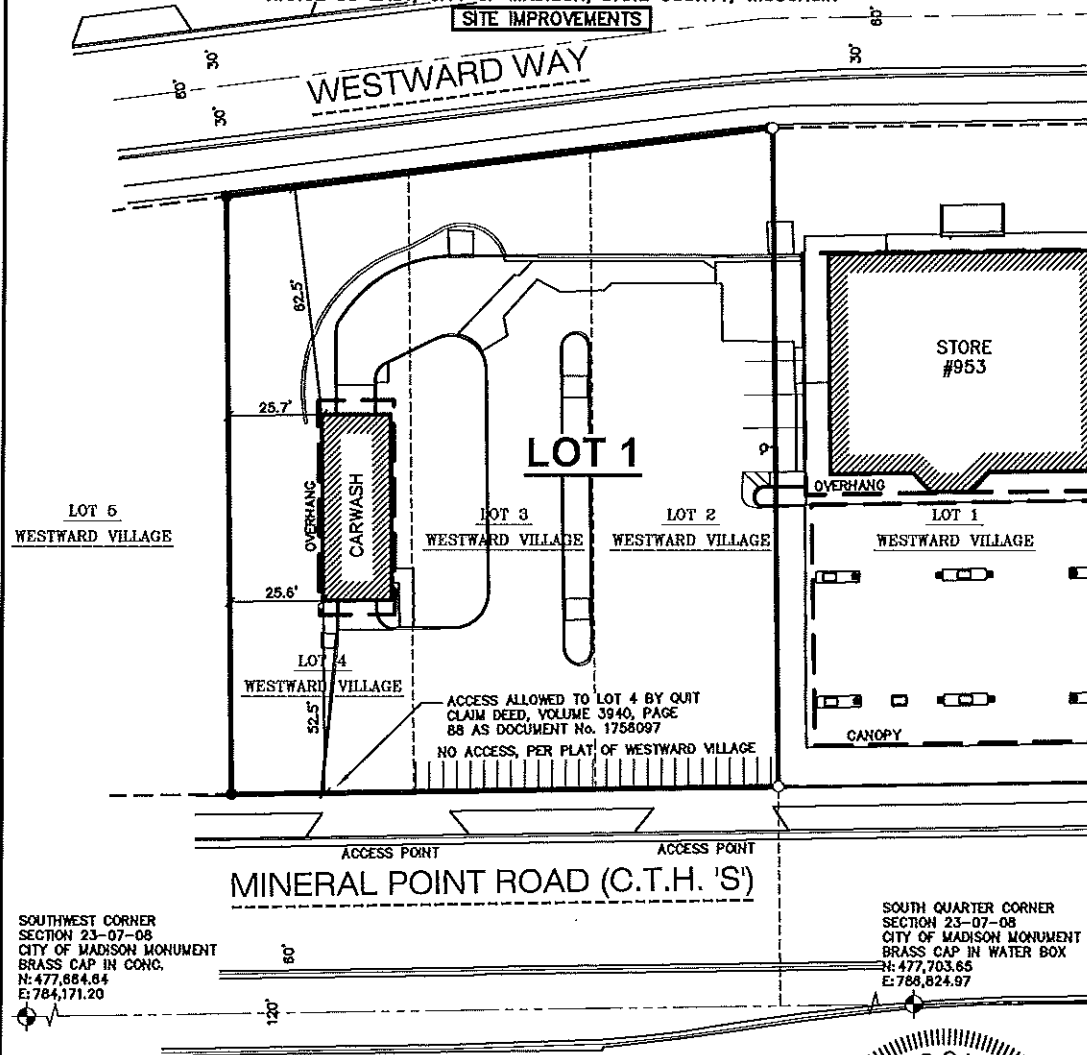 SITE IMPROVEMENTS
60'
30'
WESTWARD WAY
30'
60'
30'
62.5'
STORE
#953
25.7'
LOT 1
OVERHANG
CARWASH
OVERHANG
LOT 5
WESTWARD VILLAGE
LOT 3
WESTWARD VILLAGE
LOT 2
WESTWARD VILLAGE
LOT 1
WESTWARD VILLAGE
25.6'
LOT 4
WESTWARD VILLAGE
52.5'
ACCESS ALLOWED TO LOT 4 BY QUIT
CLAIM DEED, VOLUME 3940, PAGE
88 AS DOCUMENT No. 1756097
NO ACCESS, PER PLAT OF WESTWARD VILLAGE
CANOPY
ACCESS POINT
ACCESS POINT
MINERAL POINT ROAD (C.T.H. 'S')
SOUTHWEST CORNER
SECTION 23-07-08
CITY OF MADISON MONUMENT
BRASS CAP IN CONC.
N: 477,664.64
E: 784,171.20
60'
120'
SOUTH QUARTER CORNER
SECTION 23-07-08
CITY OF MADISON MONUMENT
BRASS CAP IN WATER BOX
N: 477,703.65
E: 786,824.97